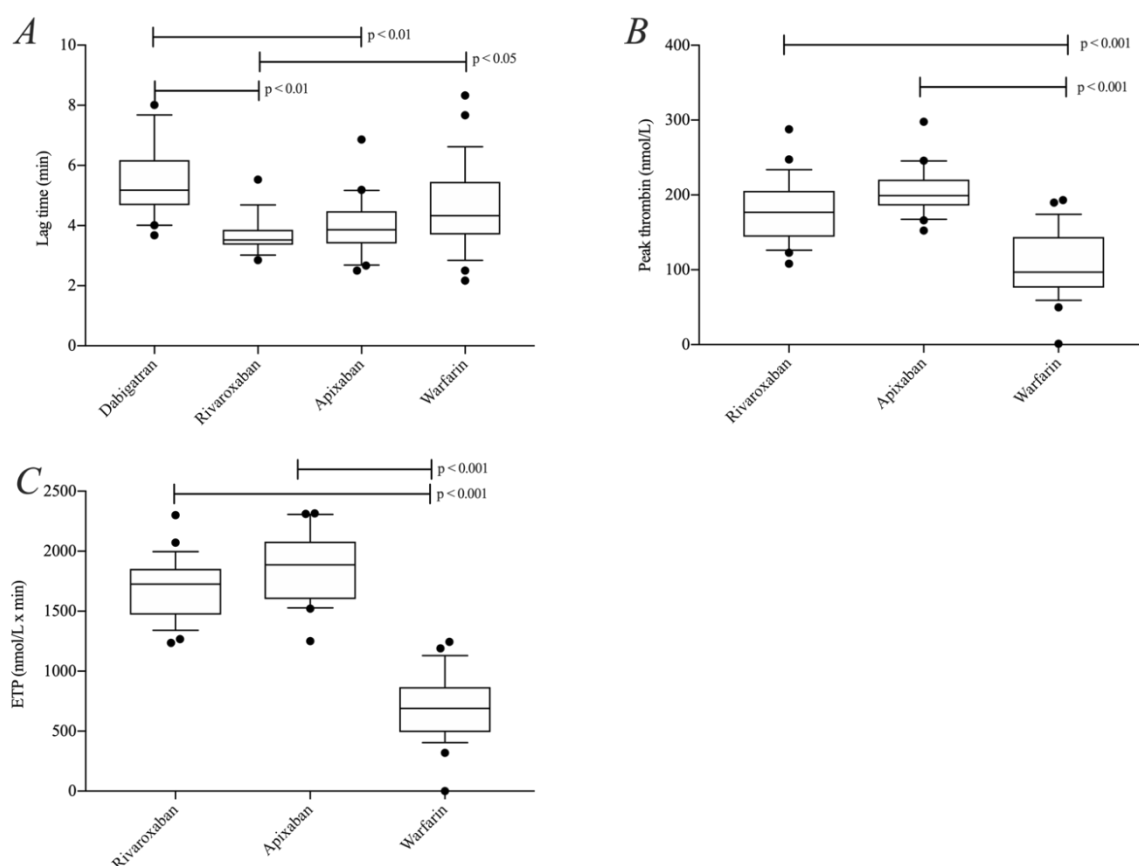 A
Lag time (min)
10
8
6
4
2
0
p < 0.01
p < 0.05
p < 0.01
Dabigatran
Rivaroxaban
Apixaban
Warfarin
B
Peak thrombin (nmol/L)
400
300
200
100
0
p < 0.001
p < 0.001
Rivaroxaban
Apixaban
Warfarin
C
ETP (nmol/L x min)
2500
2000
1500
1000
500
0
p < 0.001
p < 0.001
Rivaroxaban
Apixaban
Warfarin